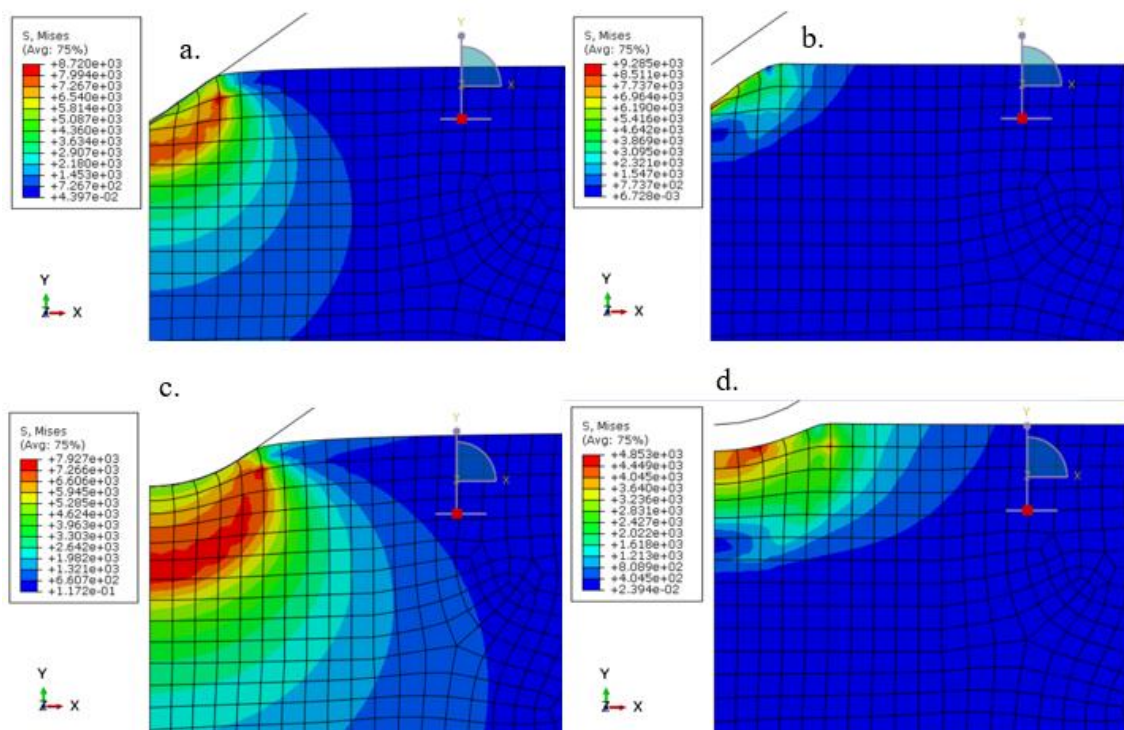 a.
S, Mises
(Avg: 75%)
+8.720e+03
+7.994e+03
+7.267e+03
+6.540e+03
+5.814e+03
+5.087e+03
+4.360e+03
+3.634e+03
+2.907e+03
+2.180e+03
+1.453e+03
+7.267e+02
+4.397e-02
Y
X
Y
Z
X
b.
S, Mises
(Avg: 75%)
+9.285e+03
+8.511e+03
+7.737e+03
+6.964e+03
+6.190e+03
+5.416e+03
+4.642e+03
+3.869e+03
+3.095e+03
+2.321e+03
+1.547e+03
+7.737e+02
+6.728e-03
Y
X
Y
Z
X
c.
S, Mises
(Avg: 75%)
+7.927e+03
+7.266e+03
+6.606e+03
+5.945e+03
+5.285e+03
+4.624e+03
+3.963e+03
+3.303e+03
+2.642e+03
+1.982e+03
+1.321e+03
+6.607e+02
+1.172e-01
Y
X
Y
Z
X
d.
S, Mises
(Avg: 75%)
+4.853e+03
+4.449e+03
+4.045e+03
+3.640e+03
+3.236e+03
+2.831e+03
+2.427e+03
+2.022e+03
+1.618e+03
+1.213e+03
+8.089e+02
+4.045e+02
+2.394e-02
Y
X
Y
Z
X